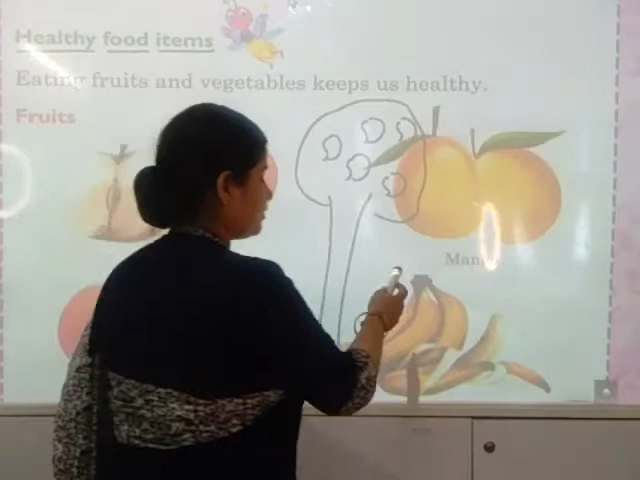 Healthy food items
Eating fruits and vegetables keeps us healthy.
Fruits